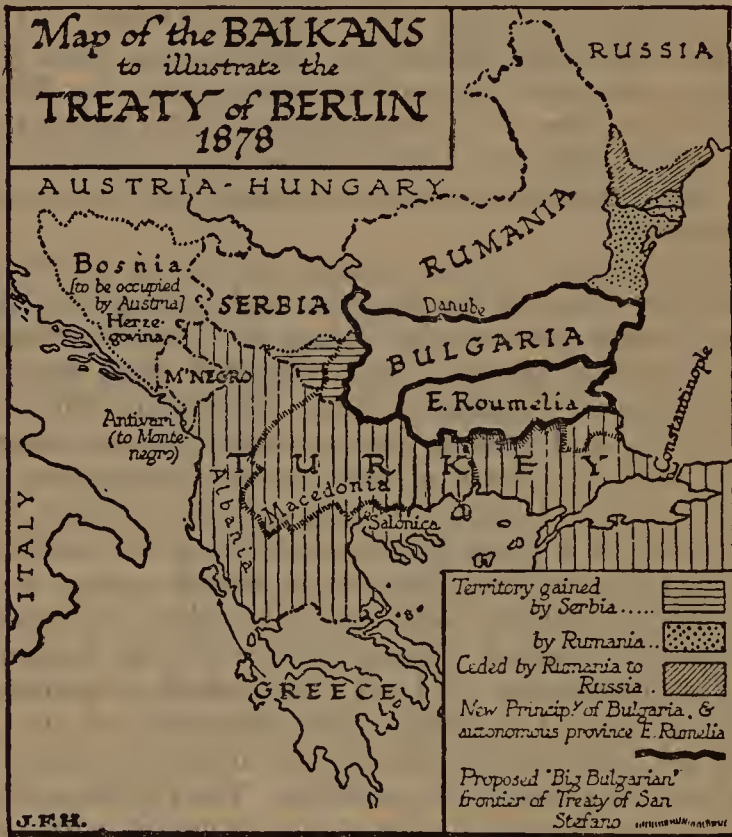 Map of the BALKANS
to illustrate the
TREATY of BERLIN
1878
RUSSIA
AUSTRIA-HUNGARY
RUMANIA
Bosnia
[to be occupied
by Austria]
Herze-
govina
SERBIA
Danube
BULGARIA
M'NEGRO
E. Roumelia
Constantinople
Antivari
(to Monte-
negro)
TURKEY
Albania
Macedonia
Salonica
ITALY
GREECE
Territory gained
by Serbia.....
by Rumania..
Ceded by Rumania to
Russia .
New Principy of Bulgaria, &
autonomous province E. Rumelia
Proposed "Big Bulgarian"
frontier of Treaty of San
Stefano
J.F.H.